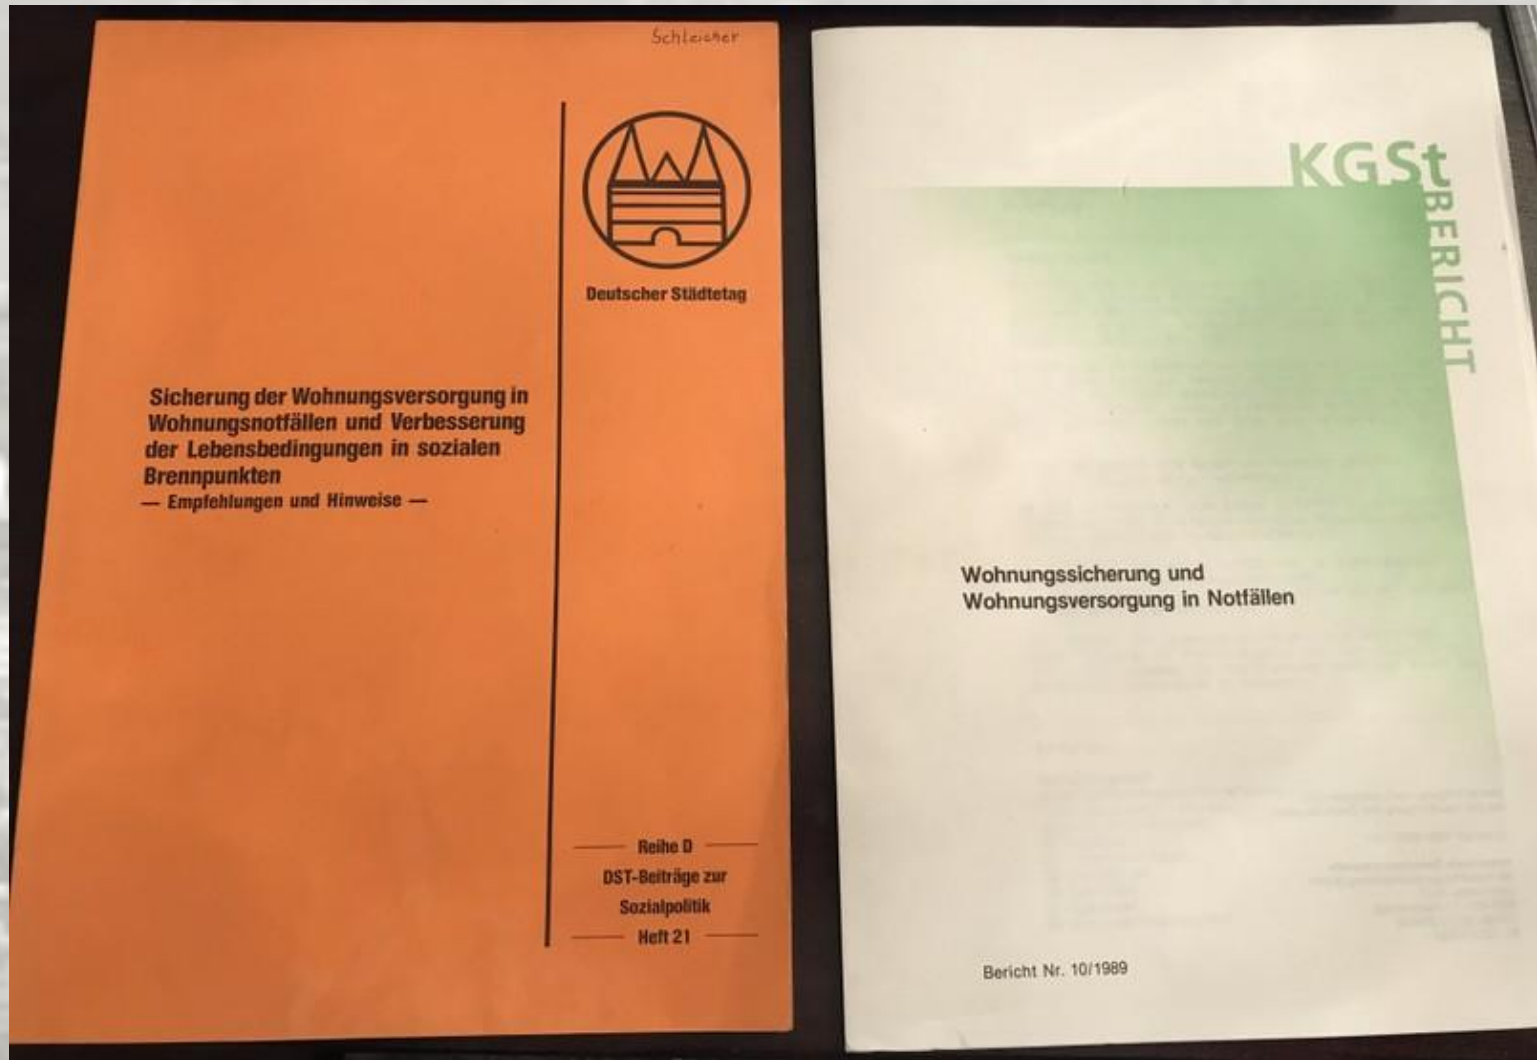 Schleicher
Deutscher Städtetag
Sicherung der Wohnungsversorgung in
Wohnungsnotfällen und Verbesserung
der Lebensbedingungen in sozialen
Brennpunkten
— Empfehlungen und Hinweise —
Reihe D
DST-Beiträge zur
Sozialpolitik
Heft 21
KGSt
BERICHT
Wohnungssicherung und
Wohnungsversorgung in Notfällen
Bericht Nr. 10/1989